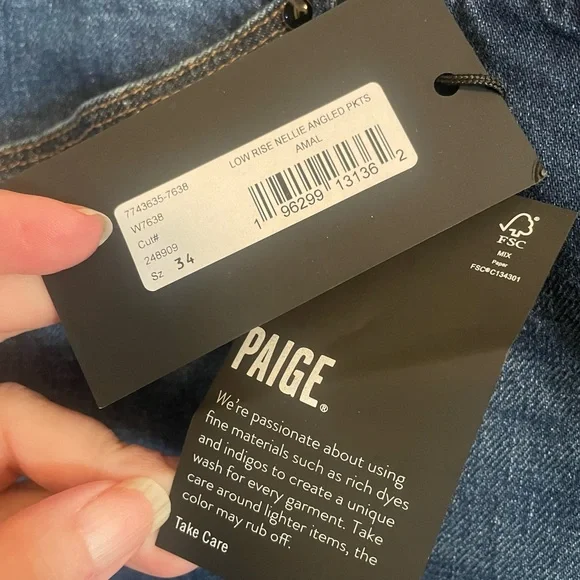 LOW RISE NELLIE ANGLED PKTS
AMAL
7743635-7638
W7638
Cut#
248909
Sz 34
1 96299 13136 2
FSC
MIX
Paper
FSC®C134301
PAIGE®
We're passionate about using
fine materials such as rich dyes
and indigos to create a unique
wash for every garment. Take
care around lighter items, the
color may rub off.
Take Care